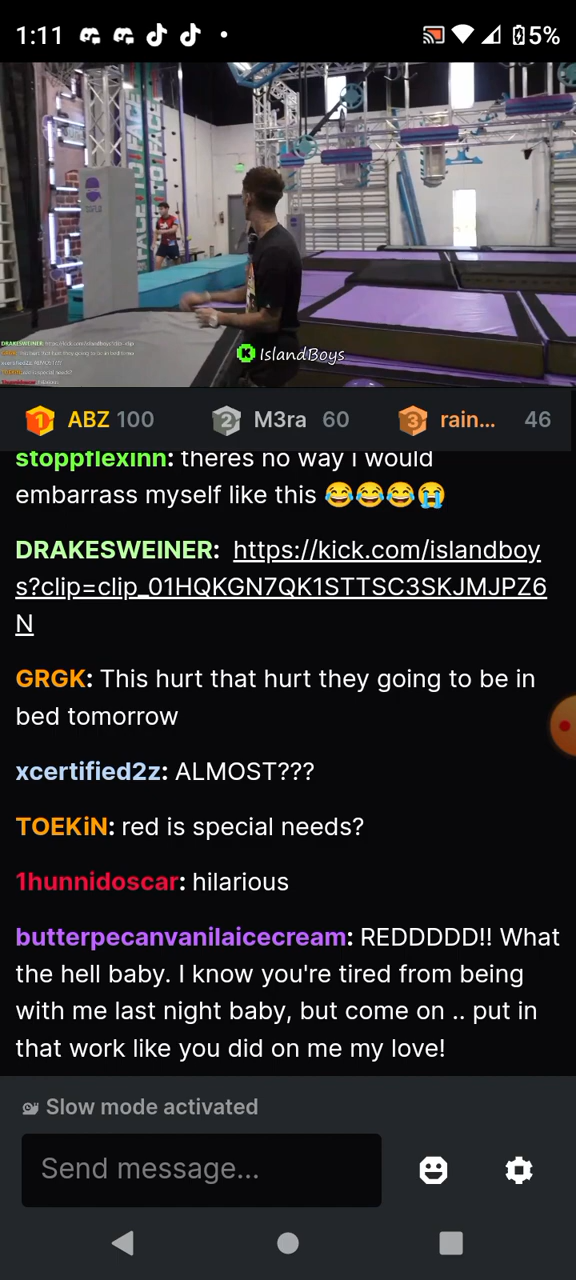 1:11
5%
FACE TO FACE
IslandBoys
1 ABZ 100 2 M3ra 60 3 rain... 46
stoppflexinn: theres no way I would
embarrass myself like this 😂😂😂😭
DRAKESWEINER: https://kick.com/islandboy
s?clip=clip_01HQKGN7QK1STTSC3SKJMJPZ6
N
GRGK: This hurt that hurt they going to be in
bed tomorrow
xcertified2z: ALMOST???
TOEKiN: red is special needs?
1hunnidoscar: hilarious
butterpecanvanilaicecream: REDDDDD!! What
the hell baby. I know you're tired from being
with me last night baby, but come on .. put in
that work like you did on me my love!
Slow mode activated
Send message...